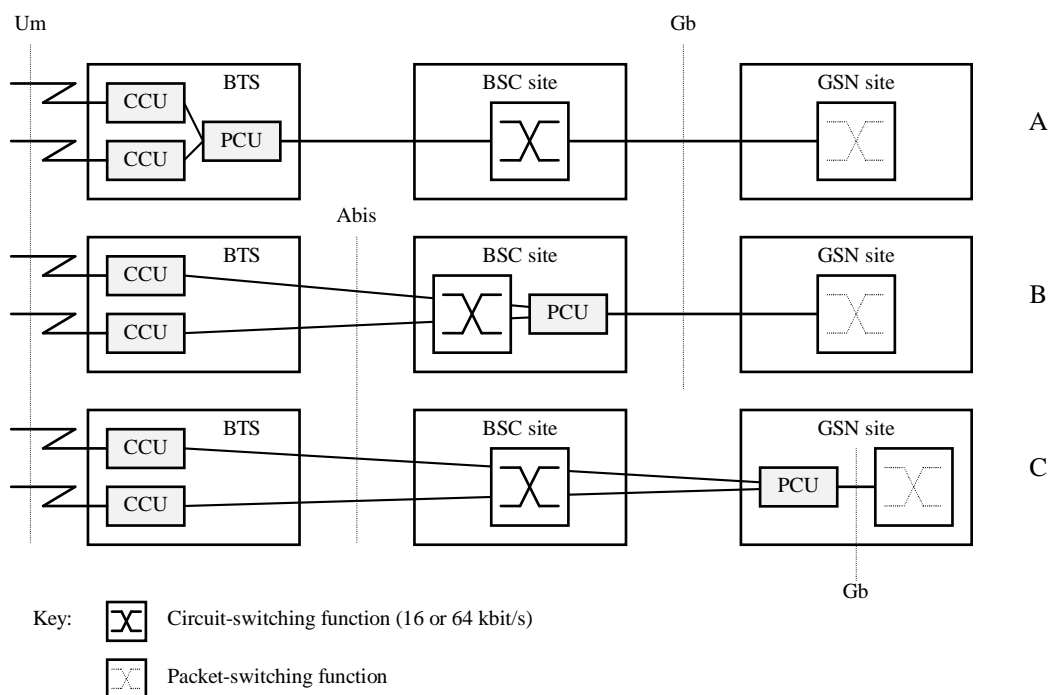 Um
Gb
BTS
BSC site
GSN site
CCU
CCU
PCU
A
Abis
BTS
BSC site
GSN site
CCU
CCU
PCU
B
BTS
BSC site
GSN site
CCU
CCU
PCU
C
Gb
Key:
Circuit-switching function (16 or 64 kbit/s)
Packet-switching function